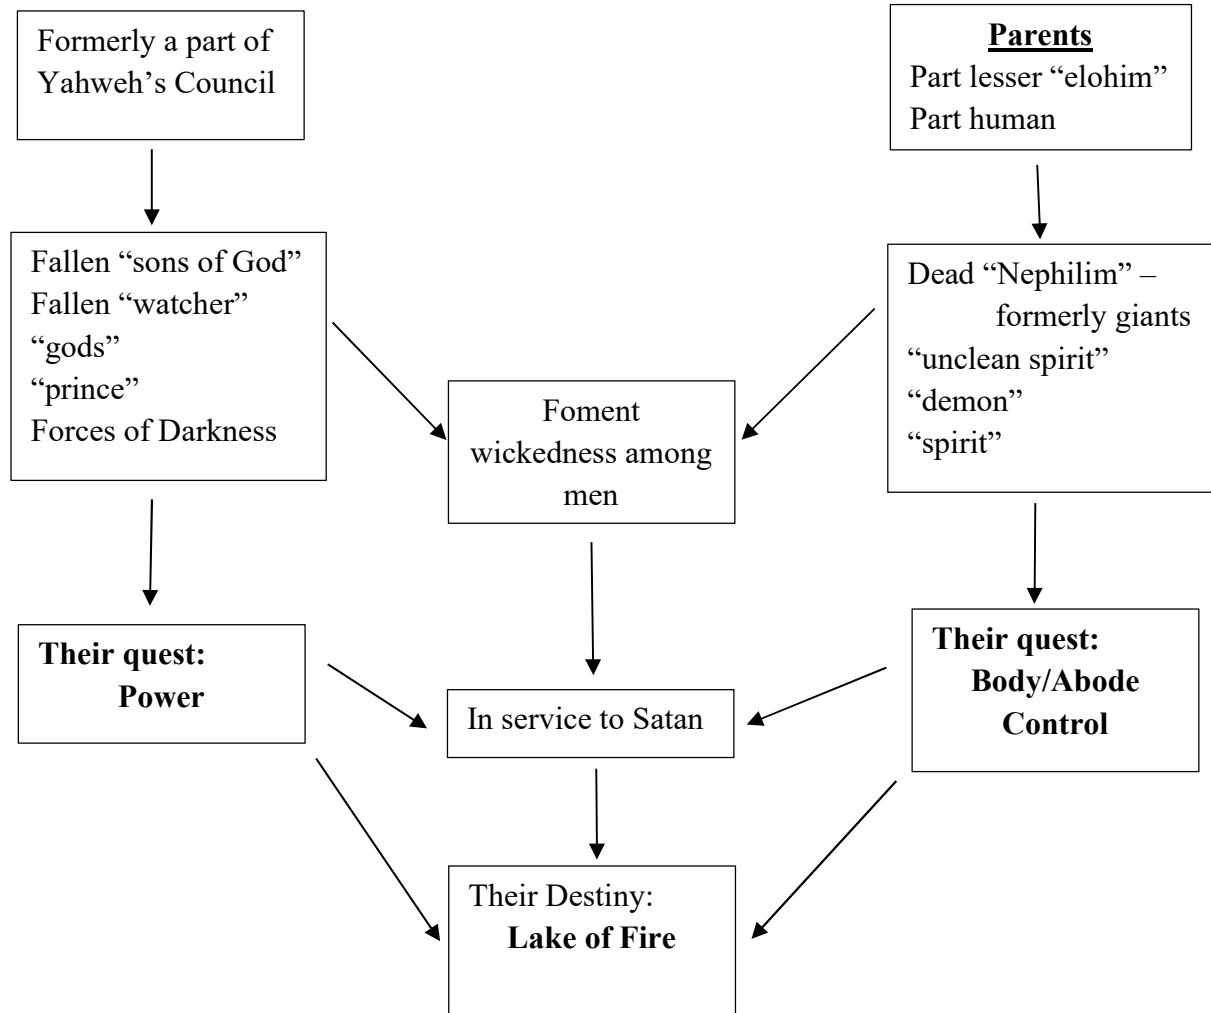 Formerly a part of
Yahweh’s Council
Parents
Part lesser “elohim”
Part human
Fallen “sons of God”
Fallen “watcher”
“gods”
“prince”
Forces of Darkness
Dead “Nephilim” –
formerly giants
“unclean spirit”
“demon”
“spirit”
Foment
wickedness among
men
Their quest:
Power
In service to Satan
Their quest:
Body/Abode
Control
Their Destiny:
Lake of Fire